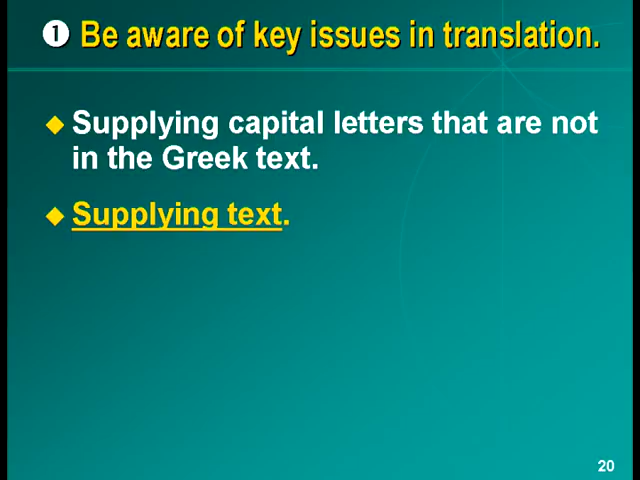 ❶ Be aware of key issues in translation.
◆ Supplying capital letters that are not
in the Greek text.
◆ Supplying text.
20